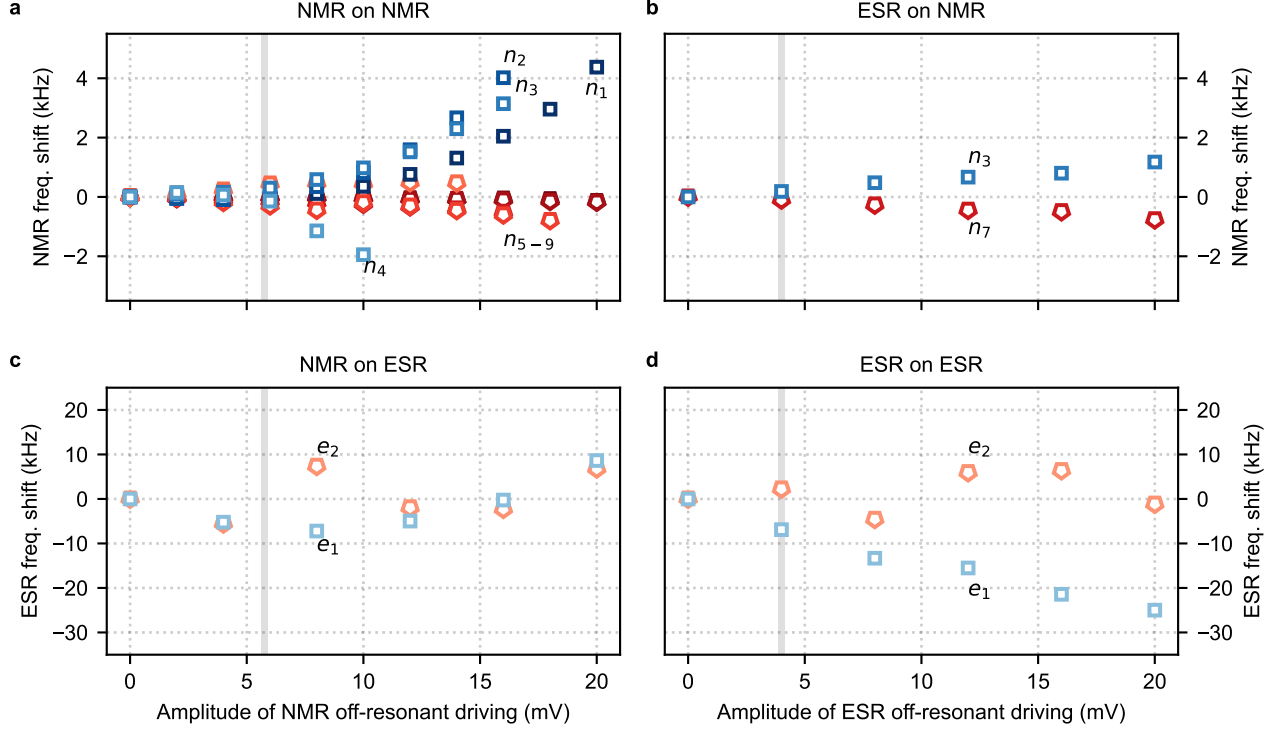 a
NMR on NMR
b
ESR on NMR
NMR freq. shift (kHz)
4
2
0
−2
n2
n3
n1
n5−9
n4
n3
n7
4
2
0
−2
NMR freq. shift (kHz)
c
NMR on ESR
d
ESR on ESR
ESR freq. shift (kHz)
20
10
0
−10
−20
−30
e2
e1
e2
e1
20
10
0
−10
−20
−30
ESR freq. shift (kHz)
0 5 10 15 20
0 5 10 15 20
Amplitude of NMR off-resonant driving (mV)
Amplitude of ESR off-resonant driving (mV)